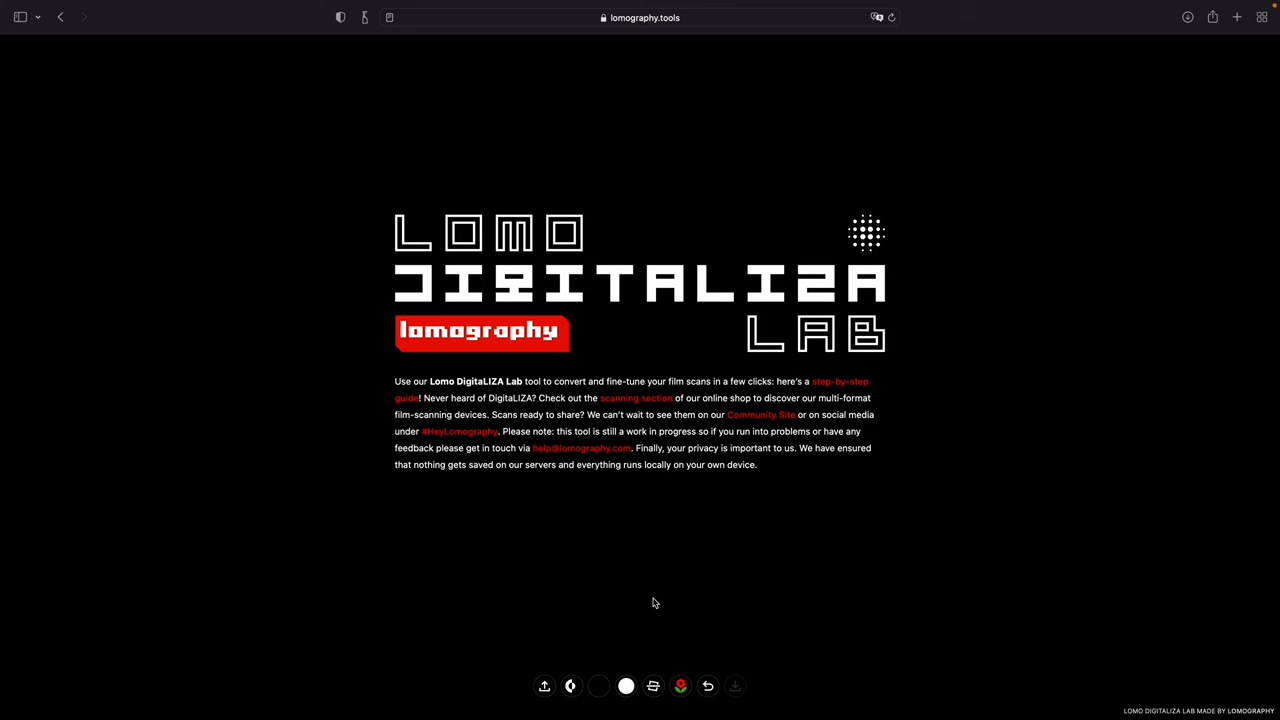 lomography.tools
LOMO
DIGITALIZA
lomography
LAB
Use our Lomo DigitaLIZA Lab tool to convert and fine-tune your film scans in a few clicks: here's a step-by-step
guide! Never heard of DigitaLIZA? Check out the scanning section of our online shop to discover our multi-format
film-scanning devices. Scans ready to share? We can't wait to see them on our Community Site or on social media
under #HeyLomography. Please note: this tool is still a work in progress so if you run into problems or have any
feedback please get in touch via help@lomography.com. Finally, your privacy is important to us. We have ensured
that nothing gets saved on our servers and everything runs locally on your own device.
LOMO DIGITALIZA LAB MADE BY LOMOGRAPHY